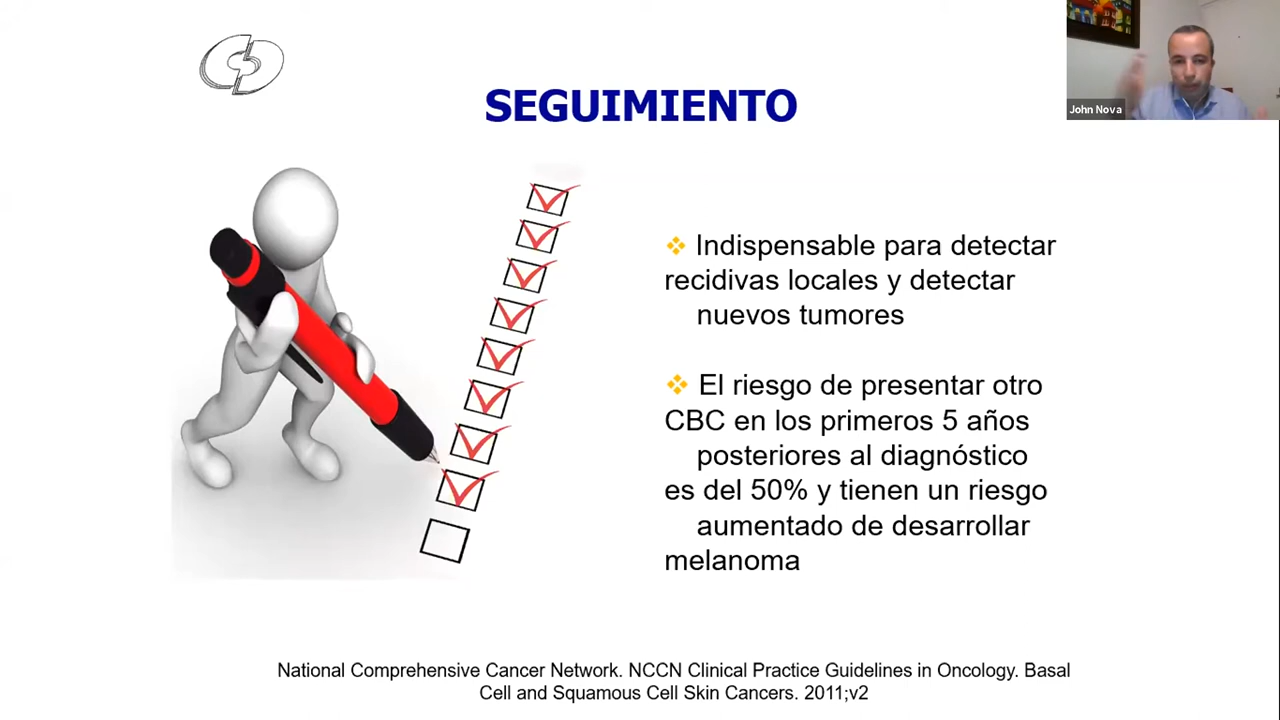 SEGUIMIENTO
John Nova
❖ Indispensable para detectar
recidivas locales y detectar
nuevos tumores
❖ El riesgo de presentar otro
CBC en los primeros 5 años
posteriores al diagnóstico
es del 50% y tienen un riesgo
aumentado de desarrollar
melanoma
National Comprehensive Cancer Network. NCCN Clinical Practice Guidelines in Oncology. Basal
Cell and Squamous Cell Skin Cancers. 2011;v2